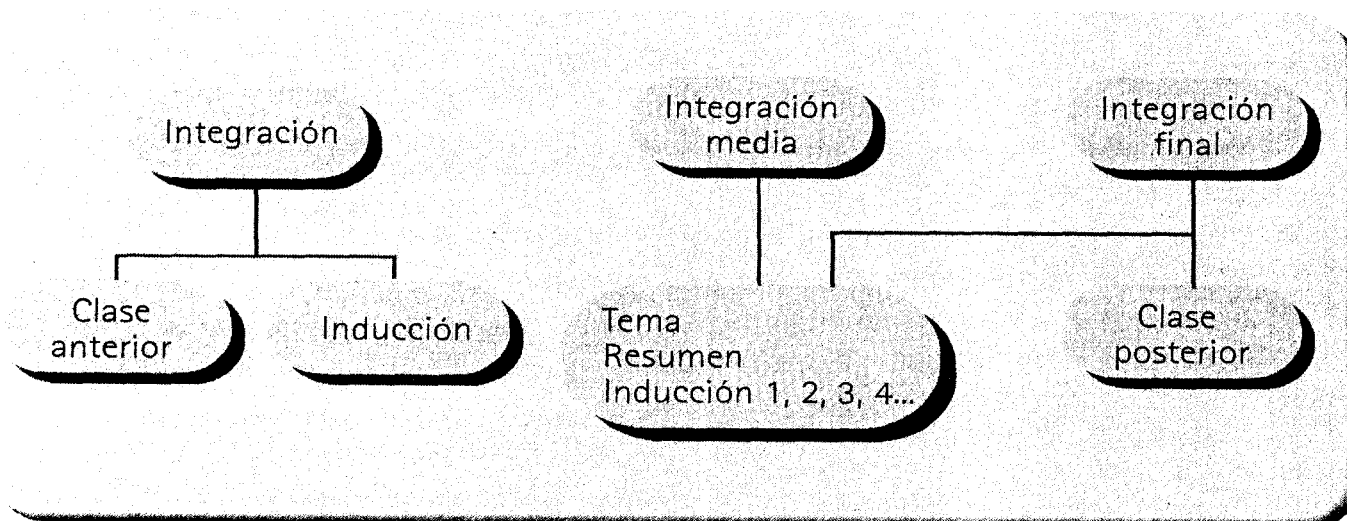 Integración
Integración
media
Integración
final
Clase
anterior
Inducción
Tema
Resumen
Inducción 1, 2, 3, 4...
Clase
posterior